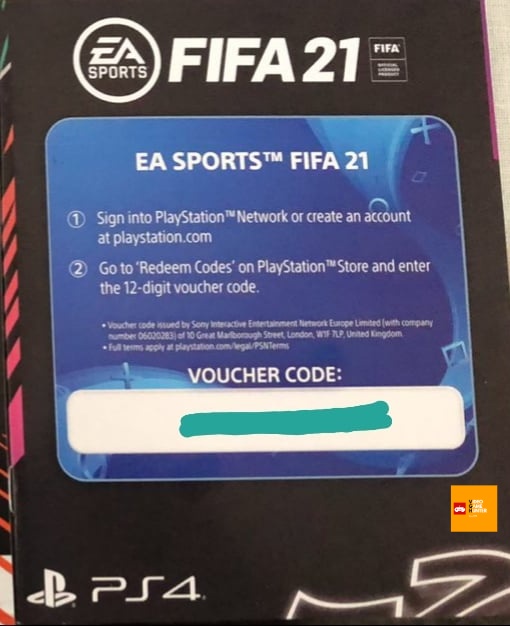 EA
SPORTS
FIFA 21
FIFA
OFFICIAL
LICENSED
PRODUCT
EA SPORTS™ FIFA 21
1 Sign into PlayStation™Network or create an account
at playstation.com
2 Go to 'Redeem Codes' on PlayStation™Store and enter
the 12-digit voucher code.
• Voucher code issued by Sony Interactive Entertainment Network Europe Limited (with company
number 06020283) of 10 Great Marlborough Street, London, W1F 7LP, United Kingdom.
• Full terms apply at playstation.com/legal/PSNTerms
VOUCHER CODE:
PS4